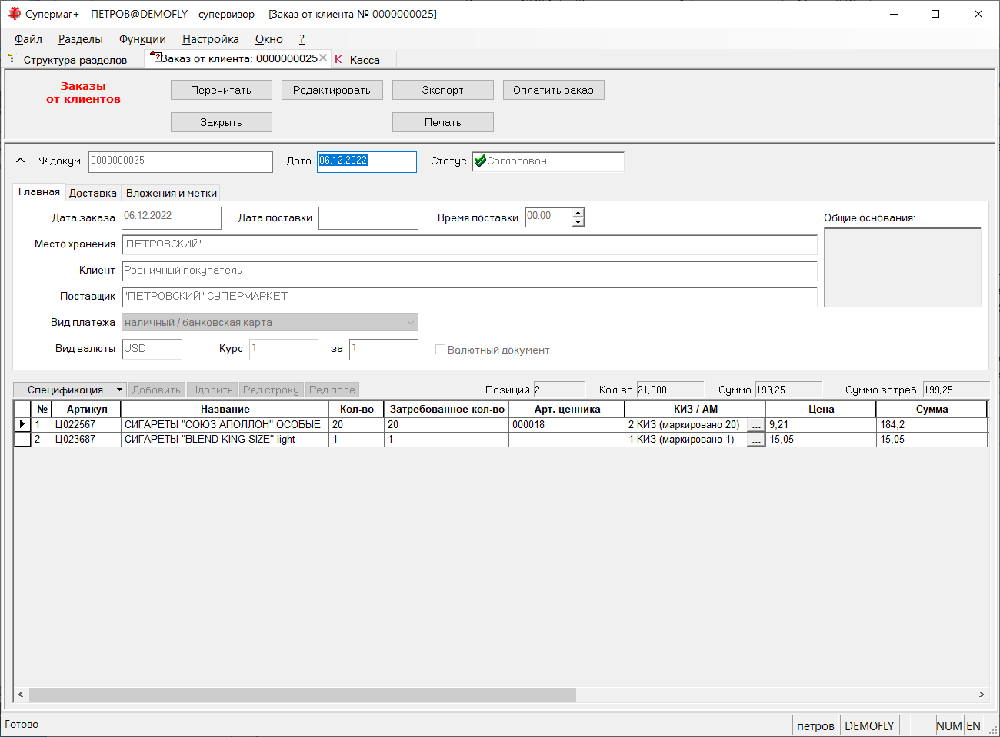 Супермаг+ - ПЕТРОВ@DEMOFLY - супервизор - [Заказ от клиента № 0000000025]
Файл Разделы Функции Настройка Окно ?
Структура разделов Заказ от клиента: 0000000025 К+ Касса
Заказы
от клиентов
Перечитать Редактировать Экспорт Оплатить заказ
Закрыть Печать
№ докум. 0000000025 Дата 06.12.2022 Статус Согласован
Главная Доставка Вложения и метки
Дата заказа 06.12.2022 Дата поставки Время поставки 00:00 Общие основания:
Место хранения "ПЕТРОВСКИЙ"
Клиент Розничный покупатель
Поставщик "ПЕТРОВСКИЙ" СУПЕРМАРКЕТ
Вид платежа наличный / банковская карта
Вид валюты USD Курс 1 за 1 Валютный документ
Спецификация Добавить Удалить Ред.строку Ред.поле Позиций 2 Кол-во 21,000 Сумма 199,25 Сумма затреб. 199,25
№ Артикул Название Кол-во Затребованное кол-во Арт. ценника КИЗ / АМ Цена Сумма
1 Ц022567 СИГАРЕТЫ "СОЮЗ АПОЛЛОН" ОСОБЫЕ 20 20 000018 2 КИЗ (маркировано 20) ... 9,21 184,2
2 Ц023687 СИГАРЕТЫ "BLEND KING SIZE" light 1 1 1 КИЗ (маркировано 1) ... 15,05 15,05
Готово петров DEMOFLY NUM EN